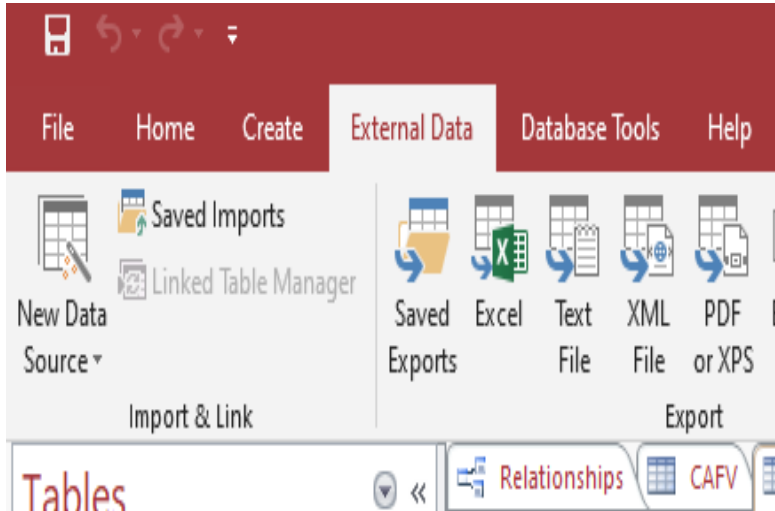 File Home Create External Data Database Tools Help
Saved Imports
Linked Table Manager
New Data Source
Saved Exports
Excel
Text File
XML File
PDF or XPS
Import & Link
Export
Tables
Relationships
CAFV